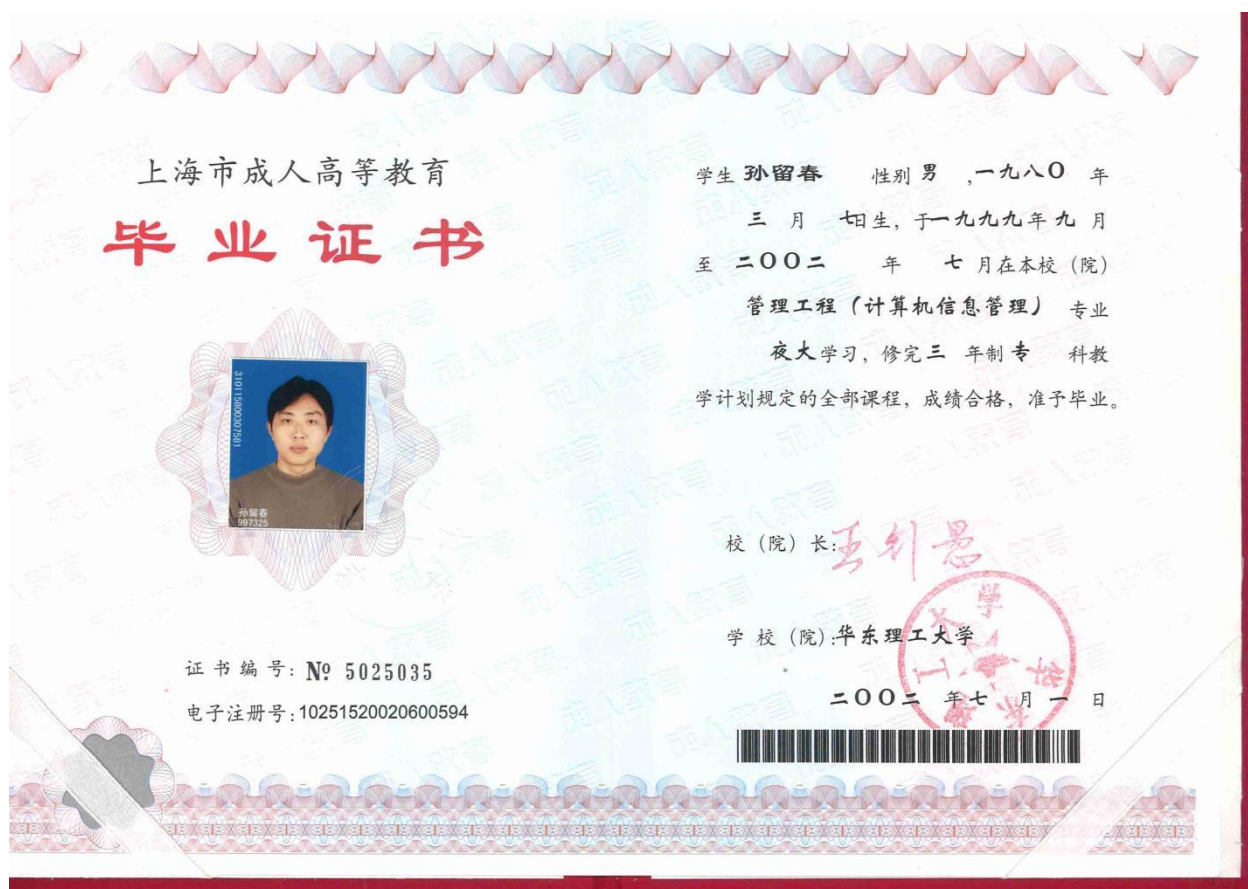 上海市成人高等教育
毕业证书
310115800307581
孙留春
997325
证书编号: № 5025035
电子注册号:10251520020600594
学生 孙留春 性别 男 ,一九八〇 年
三 月 七日生, 于一九九九年九 月
至 二〇〇二 年 七 月在本校 (院)
管理工程 (计算机信息管理) 专业
夜大学习, 修完三 年制 专 科教
学计划规定的全部课程, 成绩合格, 准予毕业。
校 (院) 长:
学 校 (院):华东理工大学
二〇〇二 年七 月 一 日